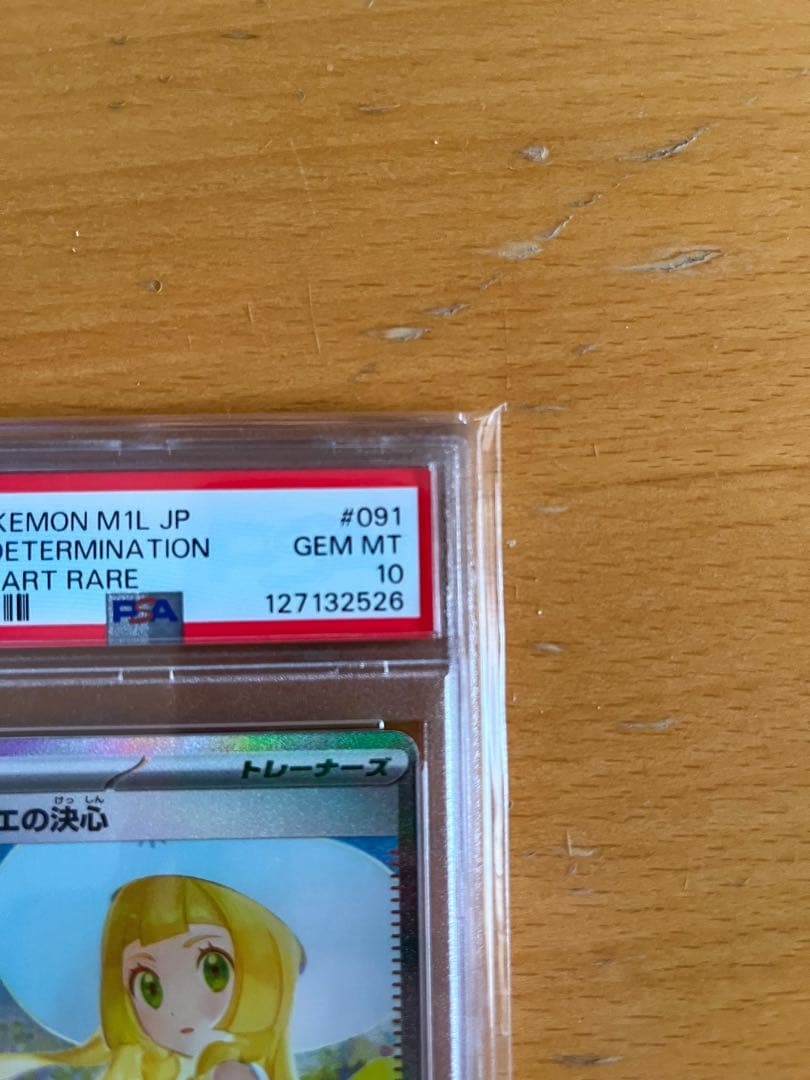 KEMON M1L JP #091
DETERMINATION GEM MT
ART RARE 10
PSA 127132526
トレーナーズ
けっしん
エの決心